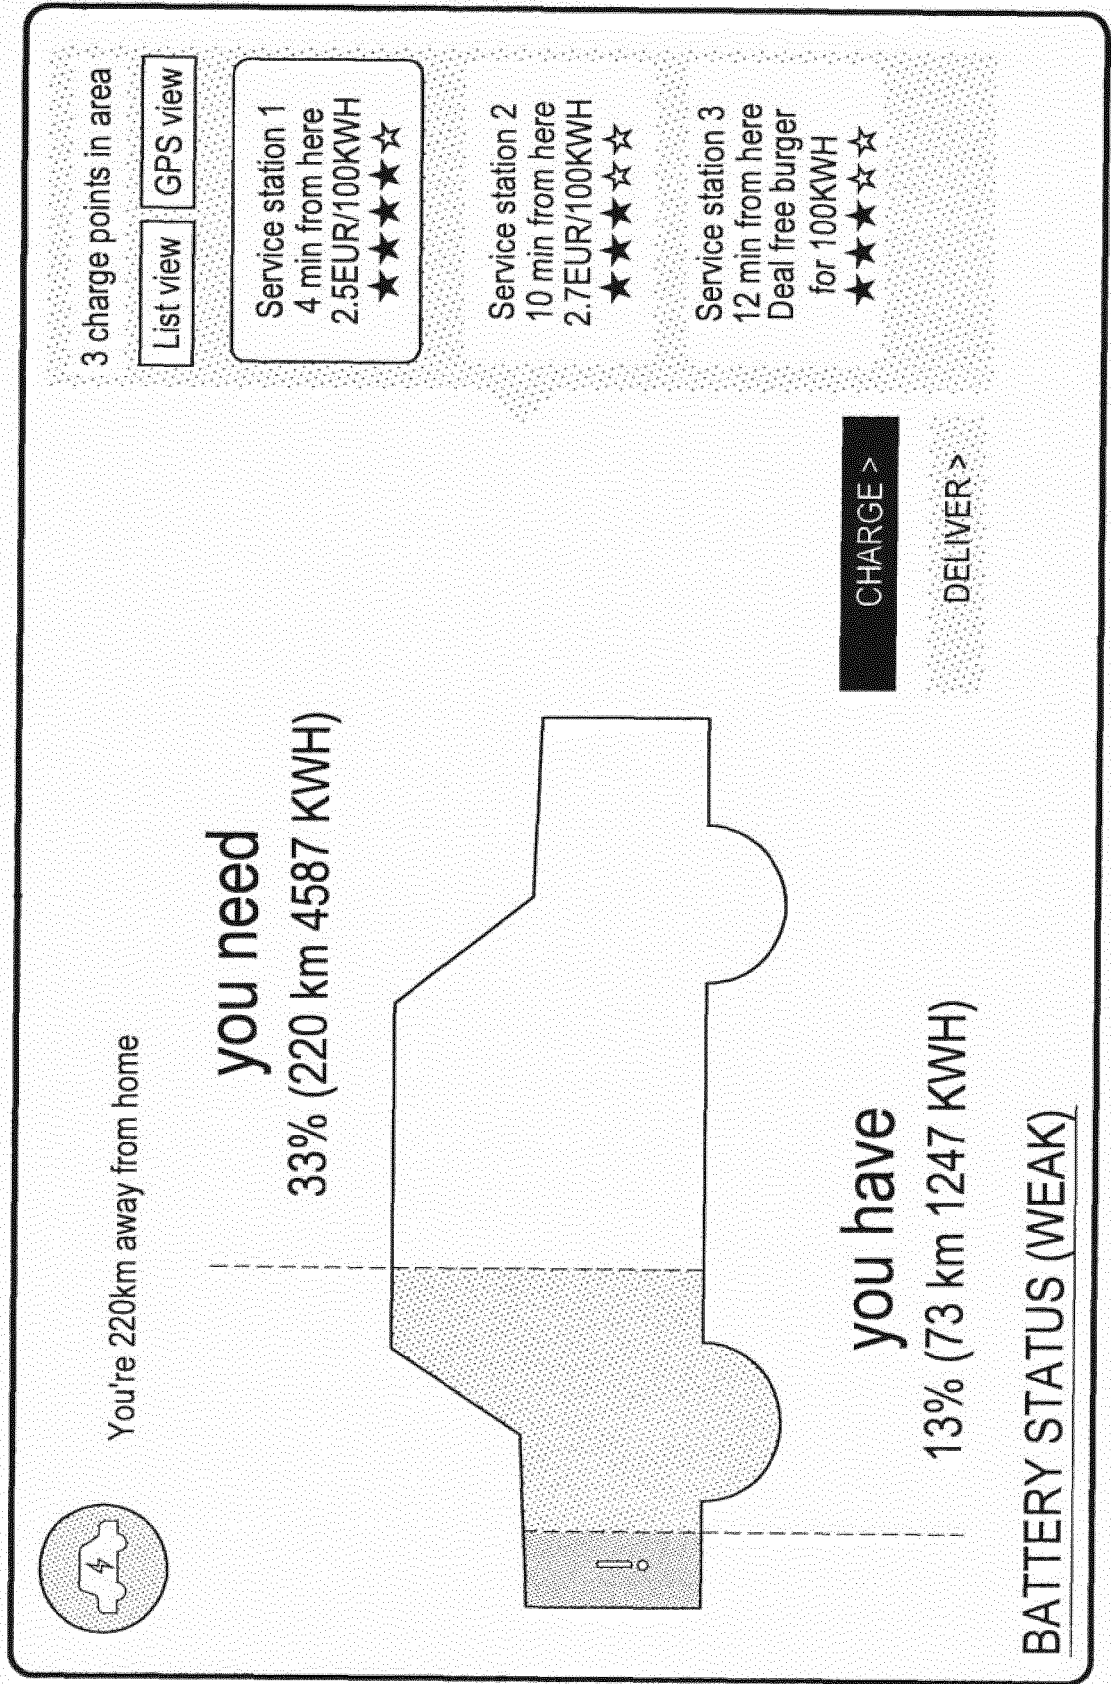 You're 220km away from home
you need
33% (220 km 4587 KWH)
you have
13% (73 km 1247 KWH)
BATTERY STATUS (WEAK)
CHARGE >
DELIVER >
3 charge points in area
List view
GPS view
Service station 1
4 min from here
2.5EUR/100KWH
★★★★☆
Service station 2
10 min from here
2.7EUR/100KWH
★★★☆☆
Service station 3
12 min from here
Deal free burger
for 100KWH
★★★☆☆